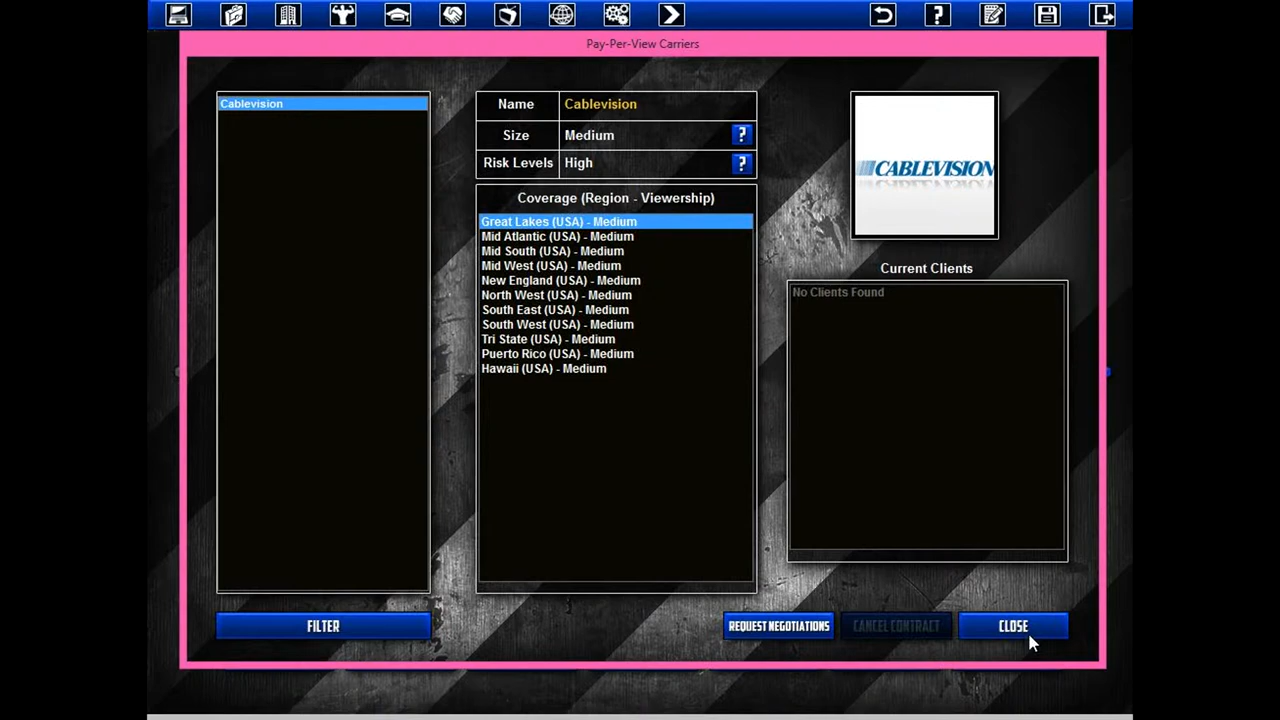 Pay-Per-View Carriers
Cablevision
Name Cablevision
Size Medium ?
Risk Levels High ?
Coverage (Region - Viewership)
Great Lakes (USA) - Medium
Mid Atlantic (USA) - Medium
Mid South (USA) - Medium
Mid West (USA) - Medium
New England (USA) - Medium
North West (USA) - Medium
South East (USA) - Medium
South West (USA) - Medium
Tri State (USA) - Medium
Puerto Rico (USA) - Medium
Hawaii (USA) - Medium
CABLEVISION
Current Clients
No Clients Found
FILTER
REQUEST NEGOTIATIONS
CANCEL CONTRACT
CLOSE